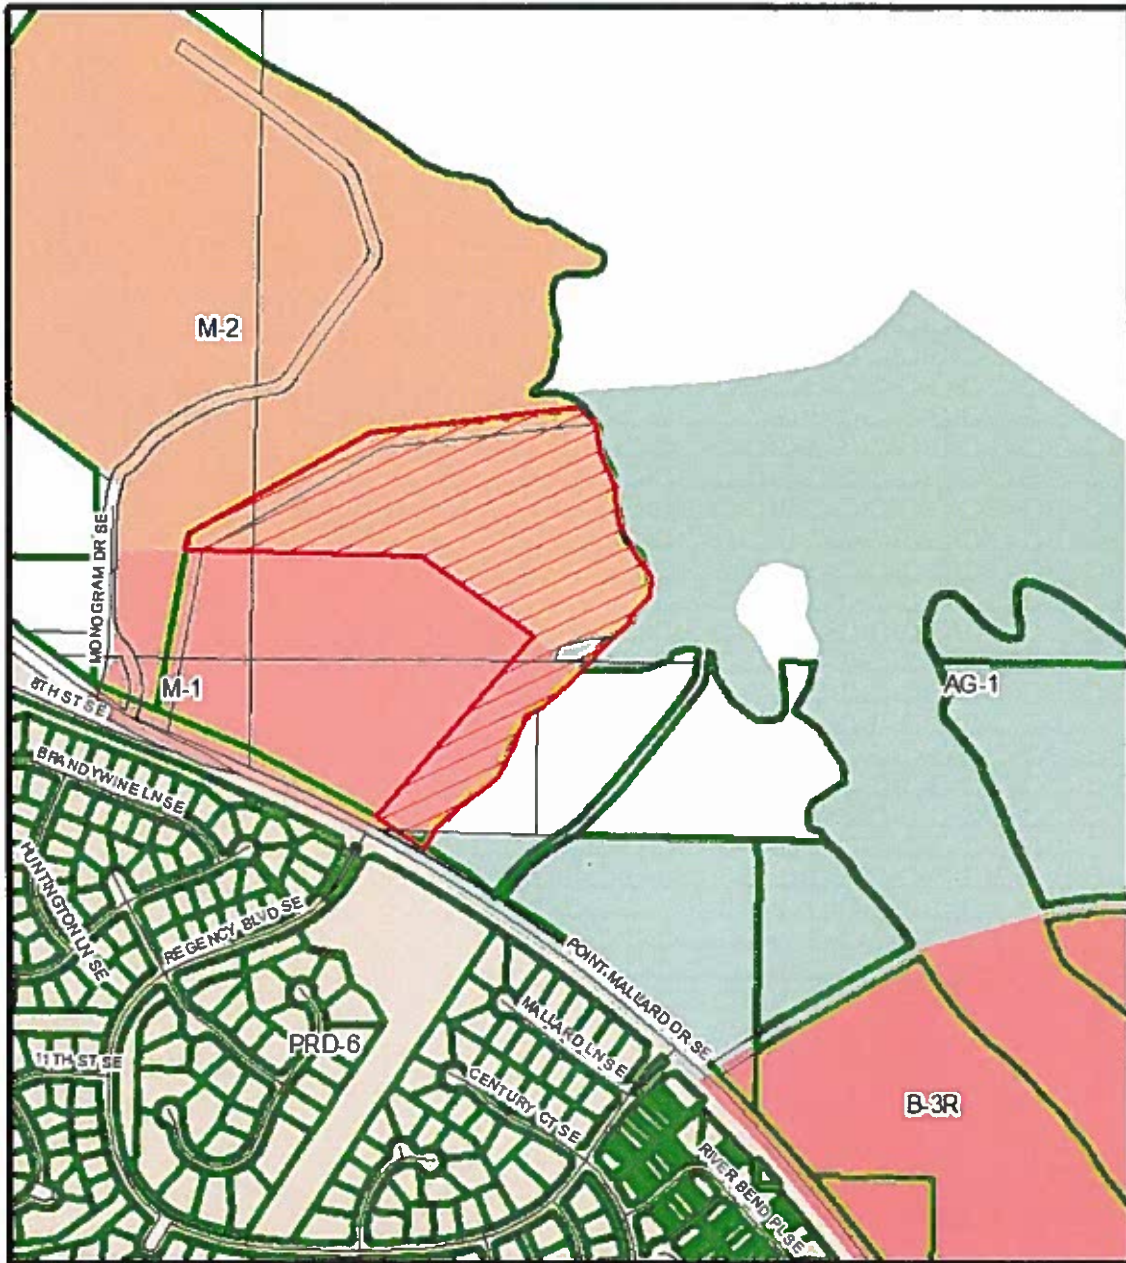 M-2
MONOGRAM DR SE
M-1
8TH ST SE
AG-1
BRANDYWINE LN SE
HUNTINGTON LN SE
REGENCY BLVD SE
POINT MALLARD DR SE
MALLARD LN SE
PRD-6
11TH ST SE
CENTURY CT SE
B-3R
RIVER BEND PL SE